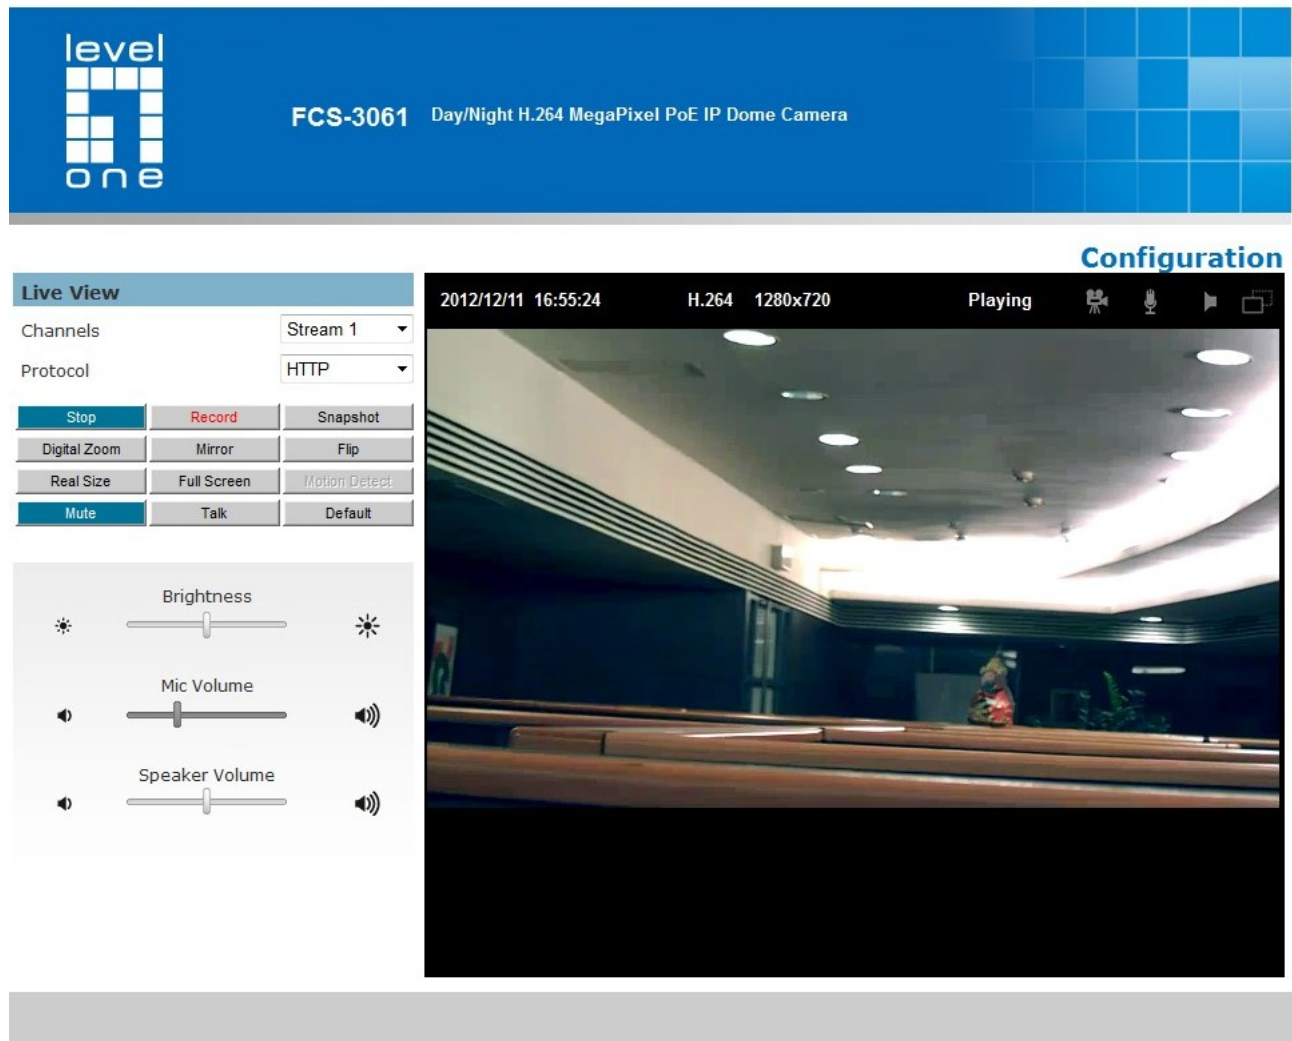 level
one
FCS-3061 Day/Night H.264 MegaPixel PoE IP Dome Camera
Configuration
Live View
Channels Stream 1
Protocol HTTP
Stop Record Snapshot
Digital Zoom Mirror Flip
Real Size Full Screen Motion Detect
Mute Talk Default
Brightness
Mic Volume
Speaker Volume
2012/12/11 16:55:24 H.264 1280x720 Playing